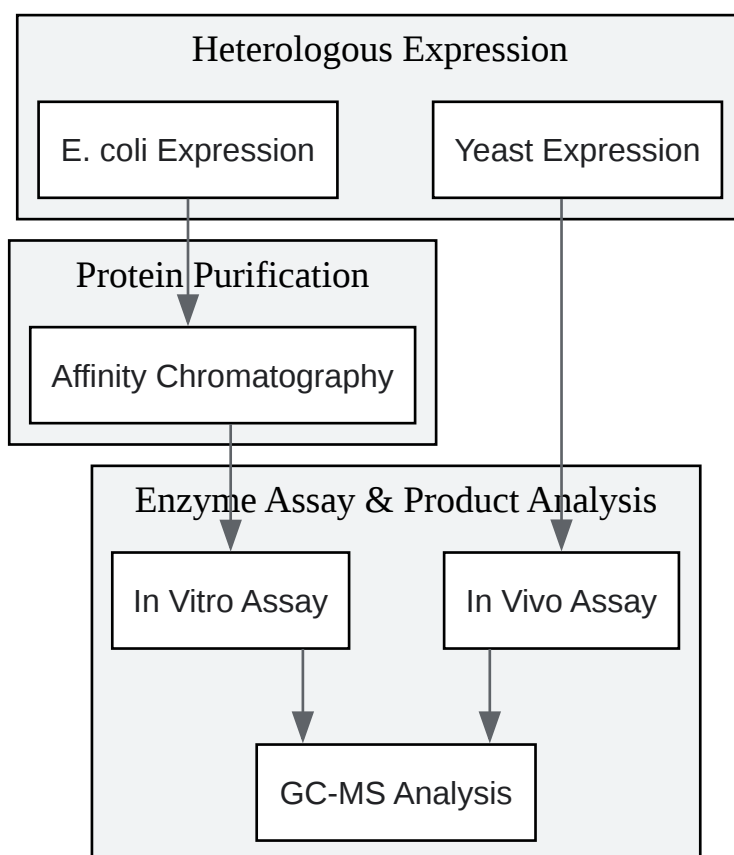 Heterologous Expression
E. coli Expression
Yeast Expression
Protein Purification
Affinity Chromatography
Enzyme Assay & Product Analysis
In Vitro Assay
In Vivo Assay
GC-MS Analysis